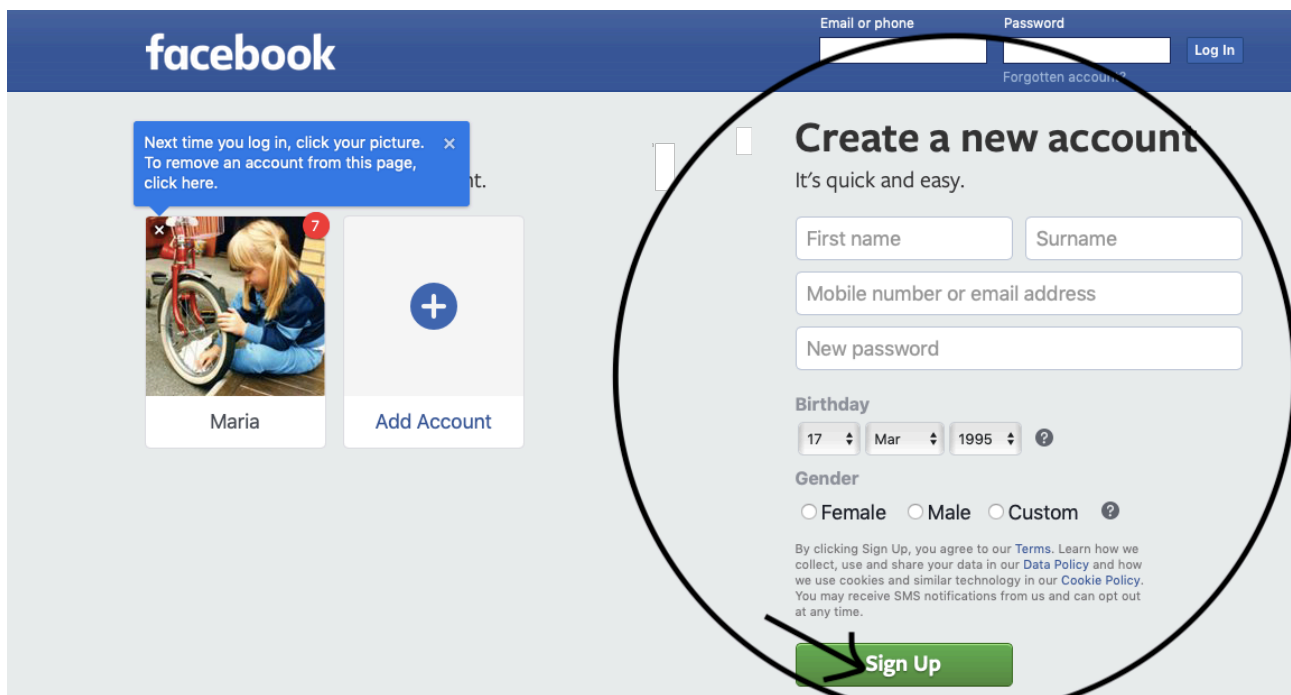 facebook
Email or phone
Password
Log In
Forgotten account?
Next time you log in, click your picture.
To remove an account from this page,
click here.
nt.
7
Maria
Add Account
Create a new account
It's quick and easy.
First name
Surname
Mobile number or email address
New password
Birthday
17 Mar 1995
Gender
Female Male Custom
By clicking Sign Up, you agree to our Terms. Learn how we
collect, use and share your data in our Data Policy and how
we use cookies and similar technology in our Cookie Policy.
You may receive SMS notifications from us and can opt out
at any time.
Sign Up